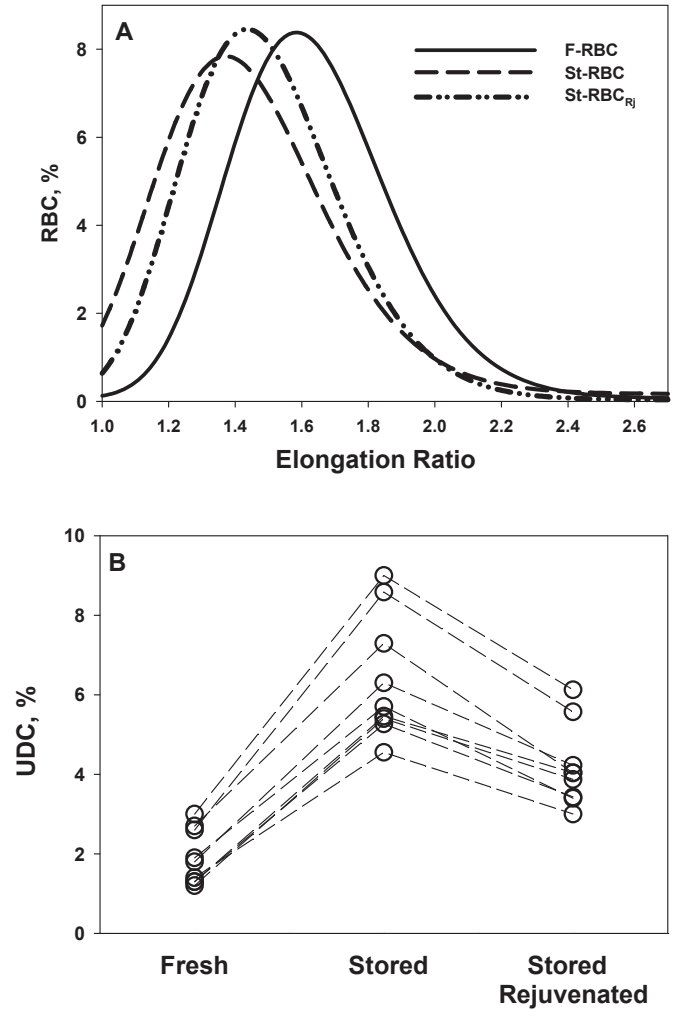 A
F-RBC
St-RBC
St-RBCRj
RBC, %
8
6
4
2
0
1.0 1.2 1.4 1.6 1.8 2.0 2.2 2.4 2.6
Elongation Ratio
B
UDC, %
10
8
6
4
2
0
Fresh Stored Stored
Rejuvenated